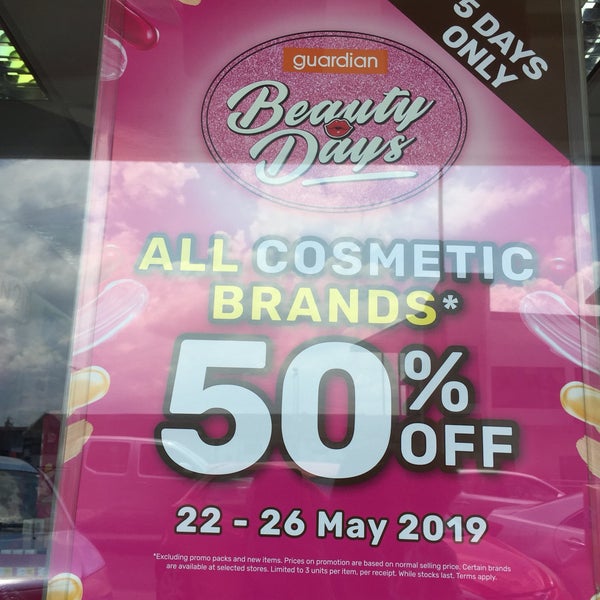 5 DAYS
ONLY
guardian
Beauty
Days
ALL COSMETIC
BRANDS*
50% OFF
22 - 26 May 2019
*Excluding promo packs and new items. Prices on promotion are based on normal selling price. Certain brands
are available at selected stores. Limited to 3 units per item, per receipt. While stocks last. Terms apply.